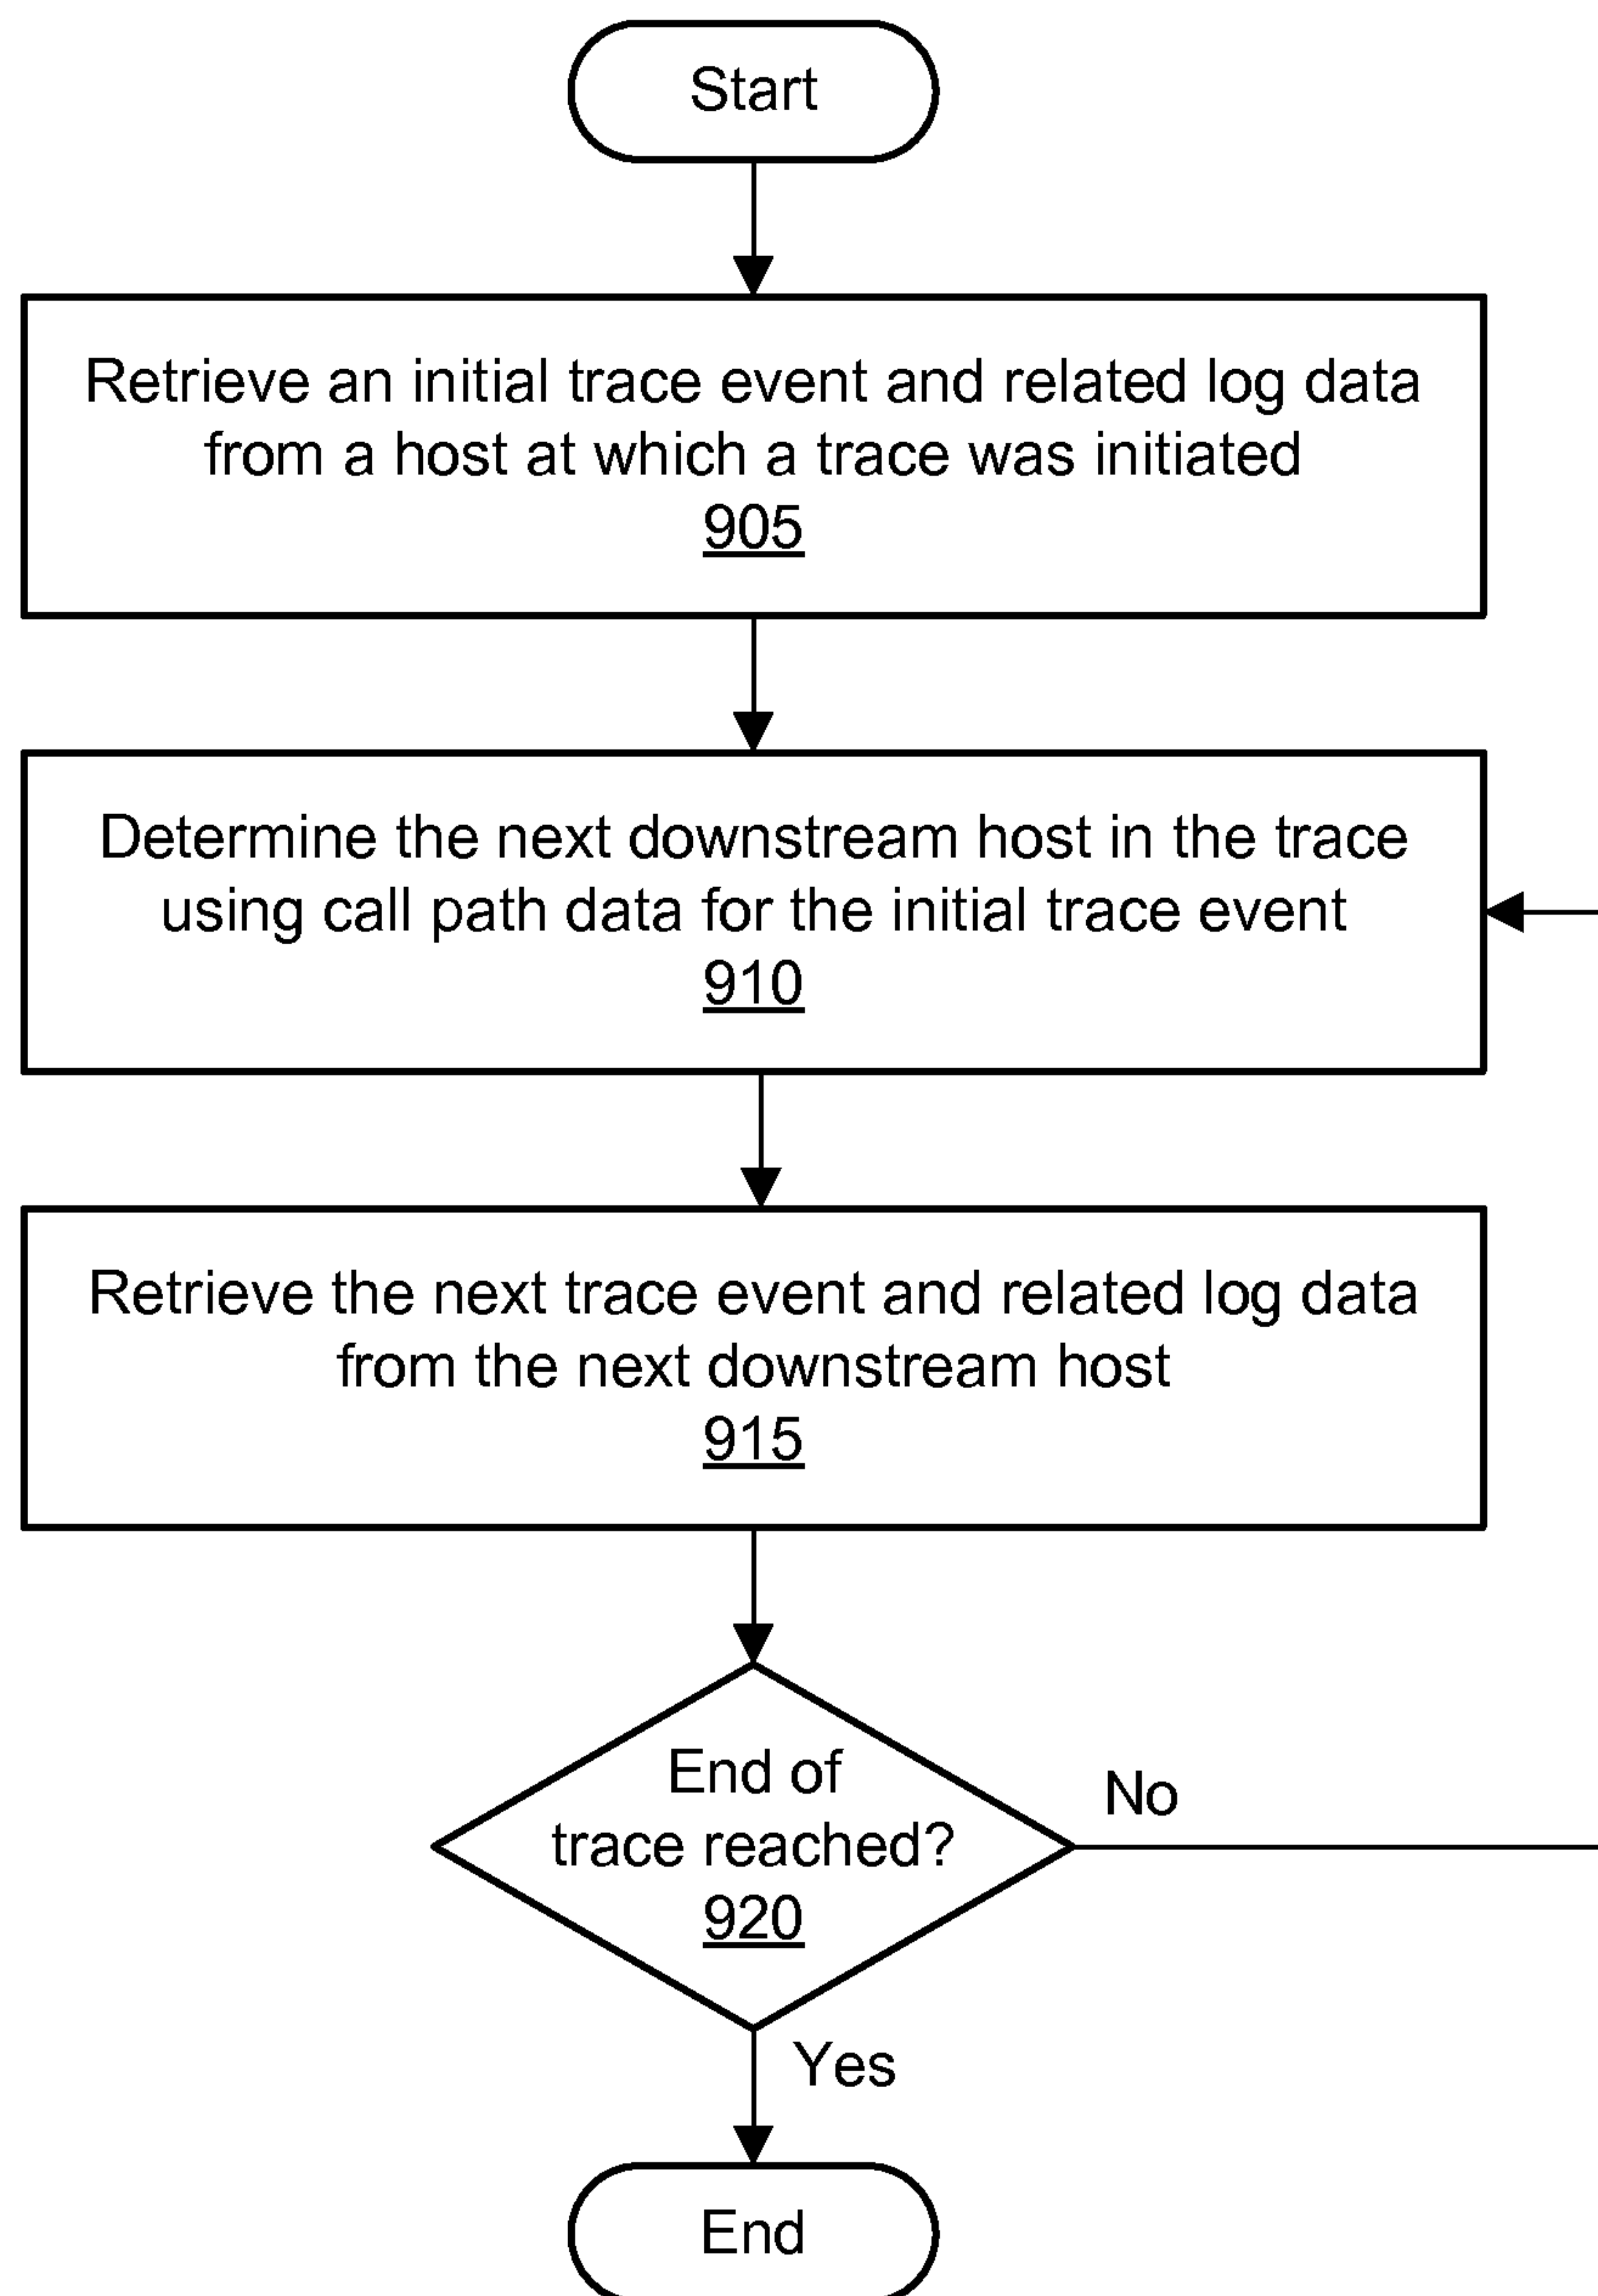 Start
Retrieve an initial trace event and related log data
from a host at which a trace was initiated
905
Determine the next downstream host in the trace
using call path data for the initial trace event
910
Retrieve the next trace event and related log data
from the next downstream host
915
End of
trace reached?
920
No
Yes
End